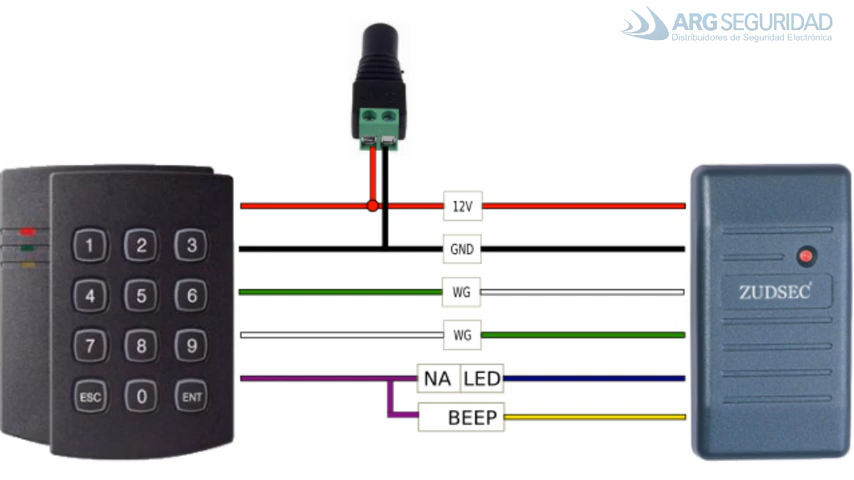 ARG SEGURIDAD
Distribuidores de Seguridad Electrónica
12V
GND
WG
WG
NA LED
BEEP
1 2 3
4 5 6
7 8 9
ESC 0 ENT
ZUDSEC